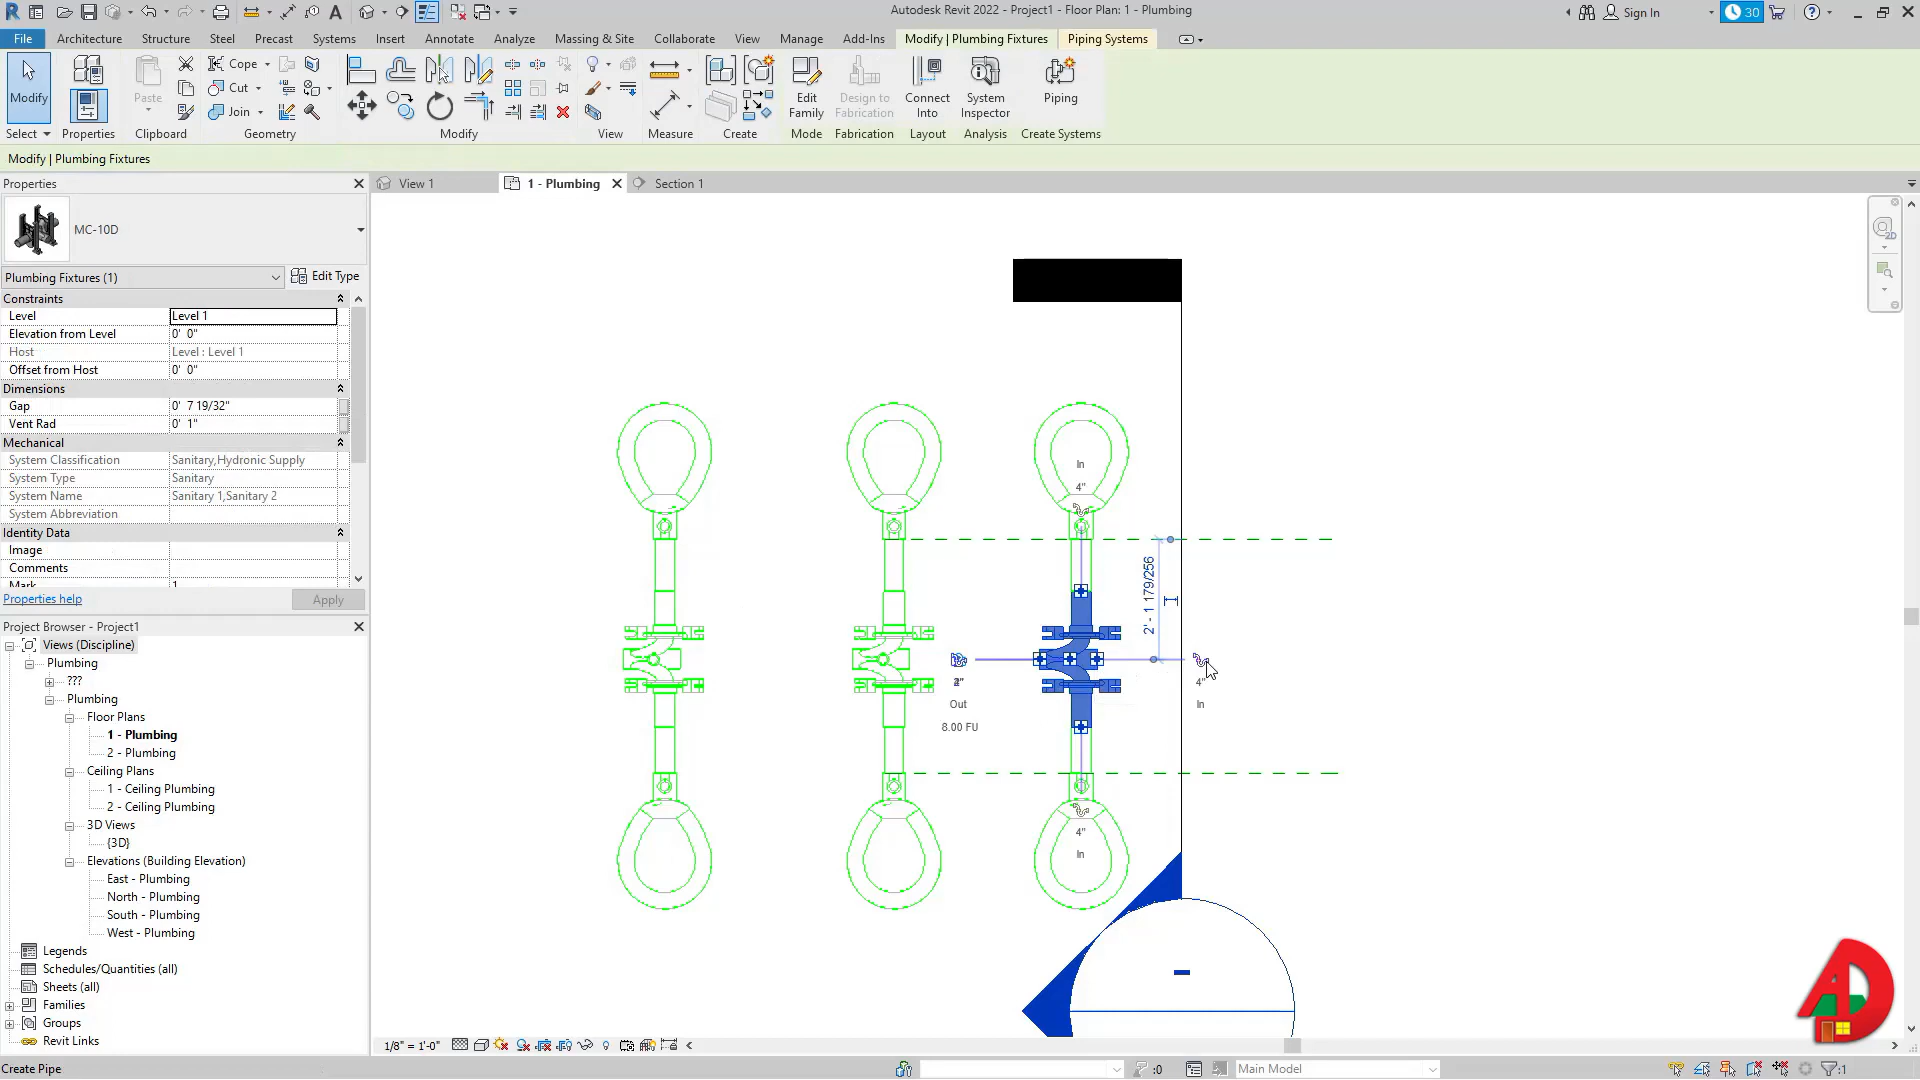 Autodesk Revit 2022 - Project1 - Floor Plan: 1 - Plumbing
Sign In
30
File Architecture Structure Steel Precast Systems Insert Annotate Analyze Massing & Site Collaborate View Manage Add-Ins Modify | Plumbing Fixtures Piping Systems
Modify
Paste
Cope
Cut
Join
Edit Family
Design to Fabrication
Connect Into
System Inspector
Piping
Select Properties Clipboard Geometry Modify View Measure Create Mode Fabrication Layout Analysis Create Systems
Modify | Plumbing Fixtures
Properties
View 1
1 - Plumbing
Section 1
MC-10D
Plumbing Fixtures (1)
Edit Type
Constraints
Level Level 1
Elevation from Level 0' 0"
Host Level : Level 1
Offset from Host 0' 0"
Dimensions
Gap 0' 7 19/32"
Vent Rad 0' 1"
Mechanical
System Classification Sanitary,Hydronic Supply
System Type Sanitary
System Name Sanitary 1,Sanitary 2
System Abbreviation
Identity Data
Image
Comments
Mark 1
Properties help
Apply
Project Browser - Project1
Views (Discipline)
Plumbing
???
Plumbing
Floor Plans
1 - Plumbing
2 - Plumbing
Ceiling Plans
1 - Ceiling Plumbing
2 - Ceiling Plumbing
3D Views
{3D}
Elevations (Building Elevation)
East - Plumbing
North - Plumbing
South - Plumbing
West - Plumbing
Legends
Schedules/Quantities (all)
Sheets (all)
Families
Groups
Revit Links
In
4"
2' - 1 179/256
2"
Out
8.00 FU
4"
In
4"
In
2D
1/8" = 1'-0"
Create Pipe
:0
Main Model
:1